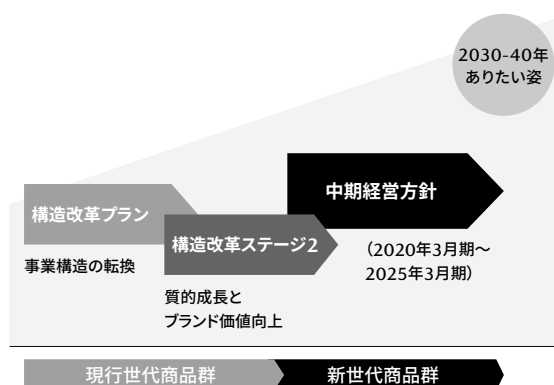 2030-40年
ありたい姿
中期経営方針
構造改革プラン
構造改革ステージ2
（2020年3月期〜
2025年3月期）
事業構造の転換
質的成長と
ブランド価値向上
現行世代商品群
新世代商品群